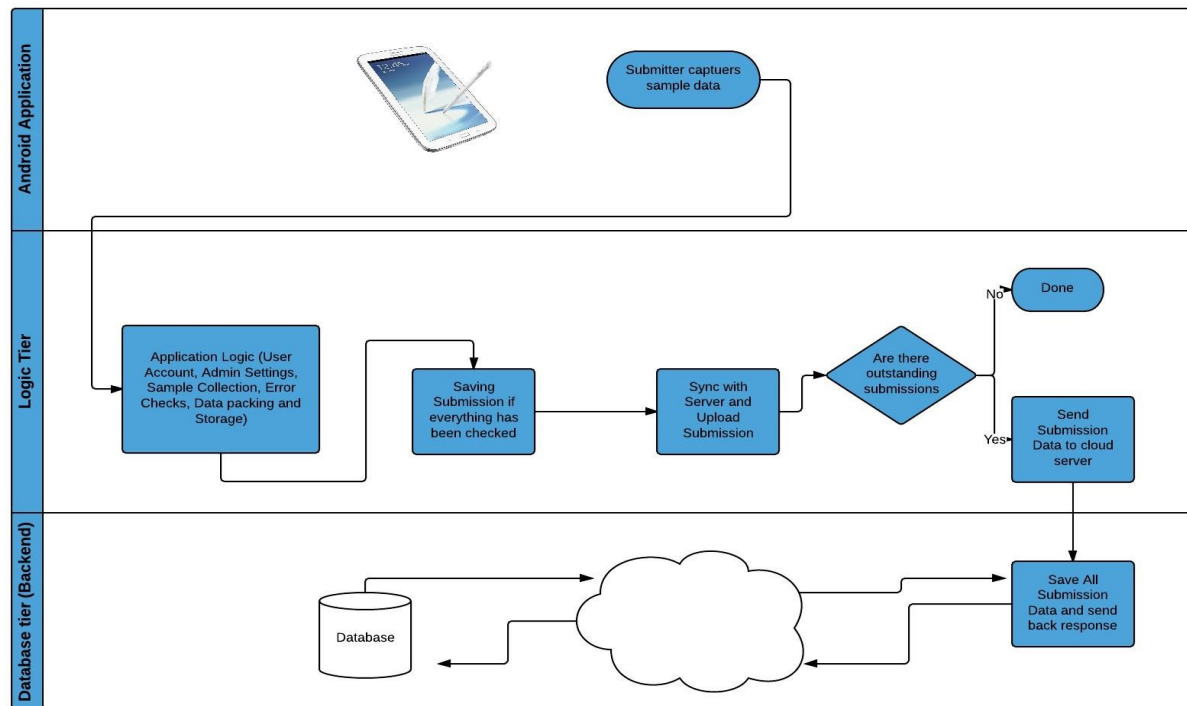 Android Application
Submitter captuers
sample data
Logic Tier
Application Logic (User
Account, Admin Settings,
Sample Collection, Error
Checks, Data packing and
Storage)
Saving
Submission if
everything has
been checked
Sync with
Server and
Upload
Submission
Are there
outstanding
submissions
No
Done
Yes
Send
Submission
Data to cloud
server
Database tier (Backend)
Database
Save All
Submission
Data and send
back response